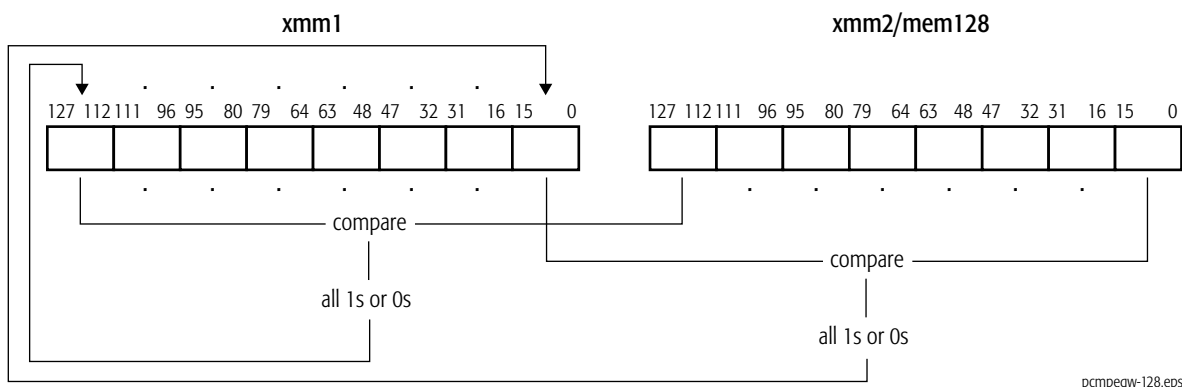 xmm1 xmm2/mem128
127 112 111 96 95 80 79 64 63 48 47 32 31 16 15 0 127 112 111 96 95 80 79 64 63 48 47 32 31 16 15 0
compare
compare
all 1s or 0s
all 1s or 0s
pcmpeqw-128.eps